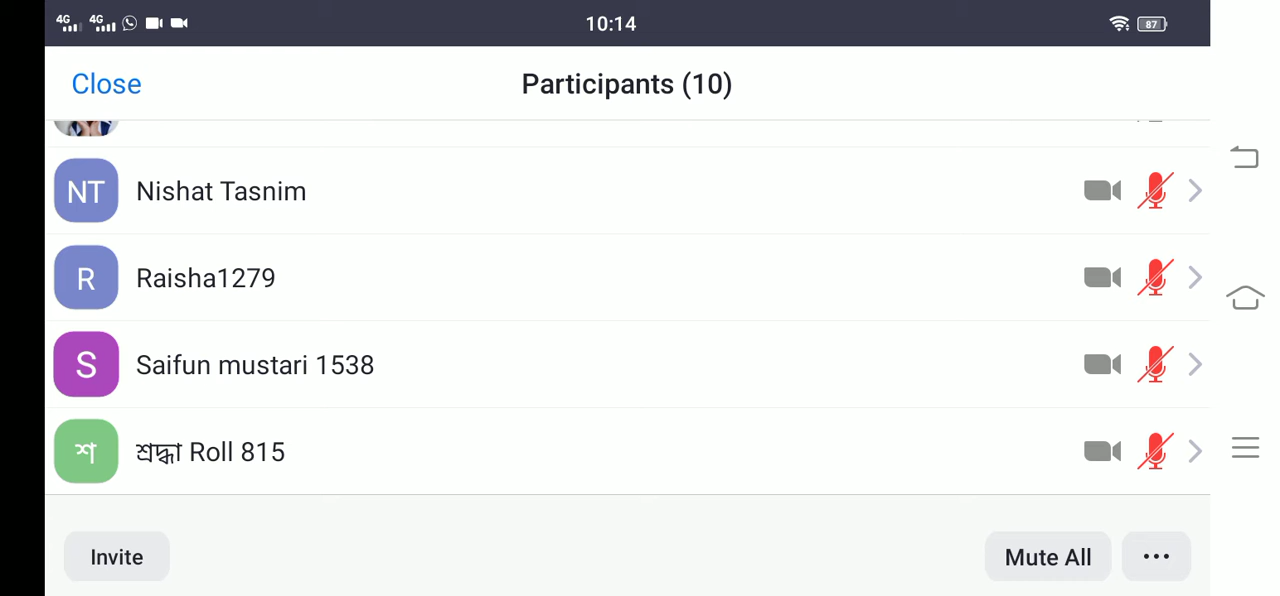 4G 4G 10:14 87
Close Participants (10)
NT Nishat Tasnim
R Raisha1279
S Saifun mustari 1538
শ শ্রদ্ধা Roll 815
Invite Mute All ...